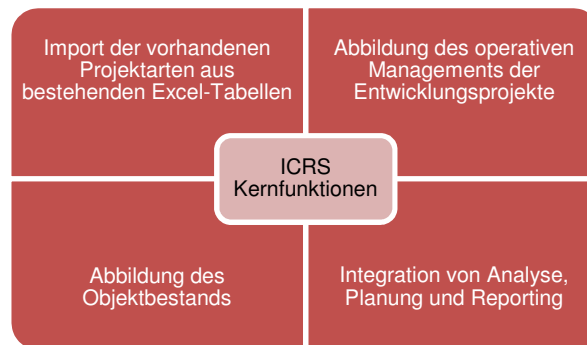 Import der vorhandenen
Projektarten aus
bestehenden Excel-Tabellen
Abbildung des operativen
Managements der
Entwicklungsprojekte
ICRS
Kernfunktionen
Abbildung des
Objektbestands
Integration von Analyse,
Planung und Reporting